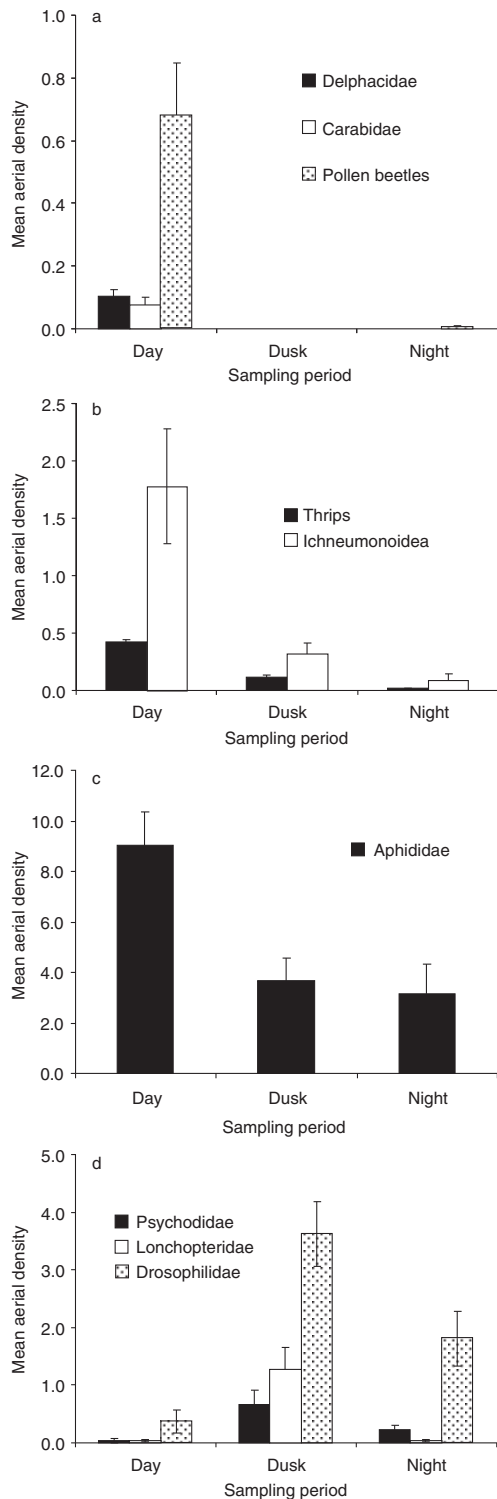 a
1.0
0.8
0.6
0.4
0.2
0.0
Mean aerial density
Delphacidae
Carabidae
Pollen beetles
Day Dusk Night
Sampling period
b
2.5
2.0
1.5
1.0
0.5
0.0
Mean aerial density
Thrips
Ichneumonoidea
Day Dusk Night
Sampling period
c
12.0
10.0
8.0
6.0
4.0
2.0
0.0
Mean aerial density
Aphididae
Day Dusk Night
Sampling period
d
5.0
4.0
3.0
2.0
1.0
0.0
Mean aerial density
Psychodidae
Lonchopteridae
Drosophilidae
Day Dusk Night
Sampling period